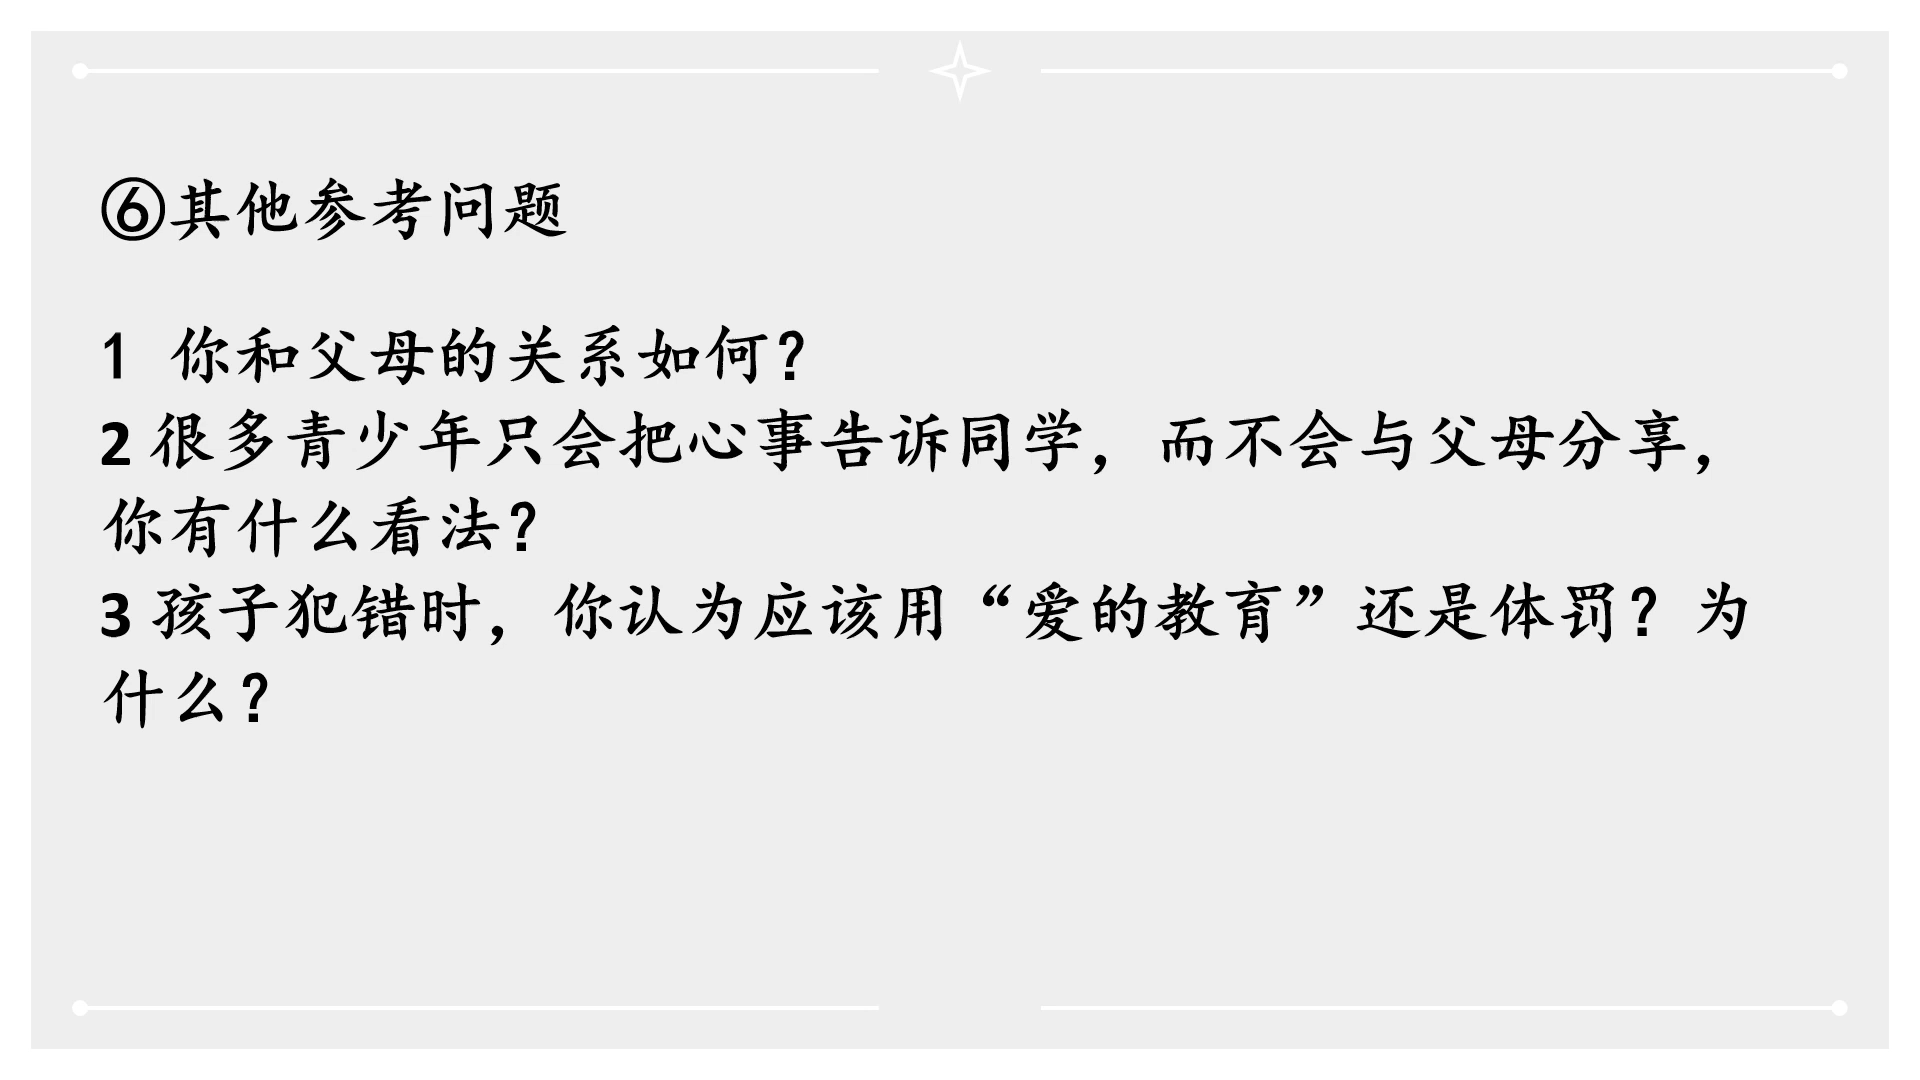 ⑥其他参考问题
1 你和父母的关系如何？
2 很多青少年只会把心事告诉同学，而不会与父母分享，
你有什么看法？
3 孩子犯错时，你认为应该用“爱的教育”还是体罚？为
什么？